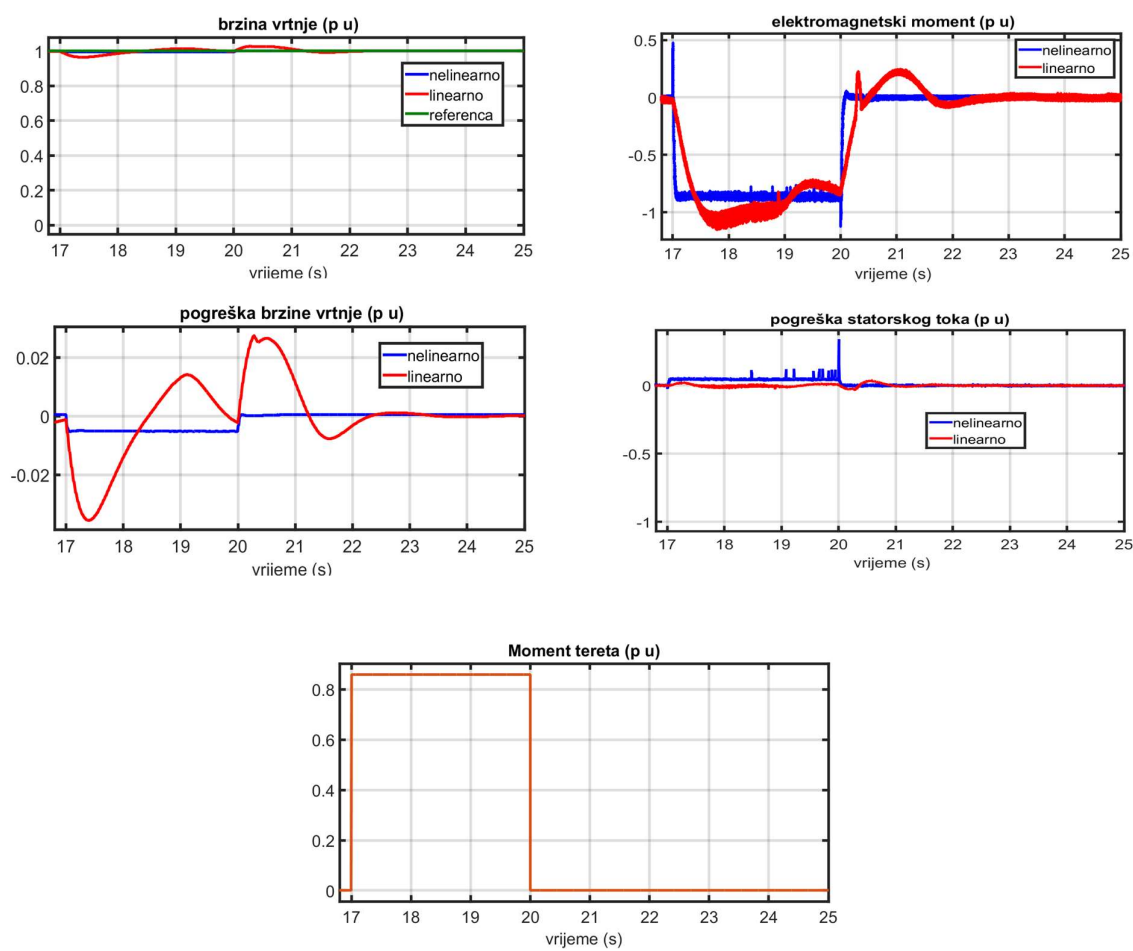 brzina vrtnje (p u)
1
0.8
0.6
0.4
0.2
0
nelinearno
linearno
referenca
17 18 19 20 21 22 23 24 25
vrijeme (s)
elektromagnetski moment (p u)
0.5
0
-0.5
-1
nelinearno
linearno
17 18 19 20 21 22 23 24 25
vrijeme (s)
pogreška brzine vrtnje (p u)
0.02
0
-0.02
nelinearno
linearno
17 18 19 20 21 22 23 24 25
vrijeme (s)
pogreška statorskog toka (p u)
0
-0.5
-1
nelinearno
linearno
17 18 19 20 21 22 23 24 25
vrijeme (s)
Moment tereta (p u)
0.8
0.6
0.4
0.2
0
17 18 19 20 21 22 23 24 25
vrijeme (s)